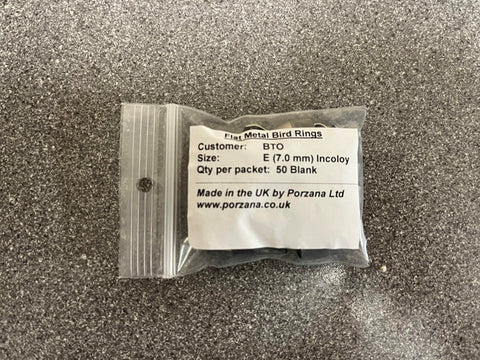 Flat Metal Bird Rings
Customer: BTO
Size: E (7.0 mm) Incoloy
Qty per packet: 50 Blank
Made in the UK by Porzana Ltd
www.porzana.co.uk